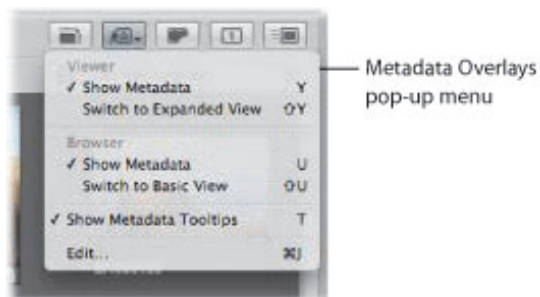 Viewer
✓ Show Metadata Y
Switch to Expanded View ⇧Y
Browser
✓ Show Metadata U
Switch to Basic View ⇧U
✓ Show Metadata Tooltips T
Edit... ⌘J
Metadata Overlays
pop-up menu